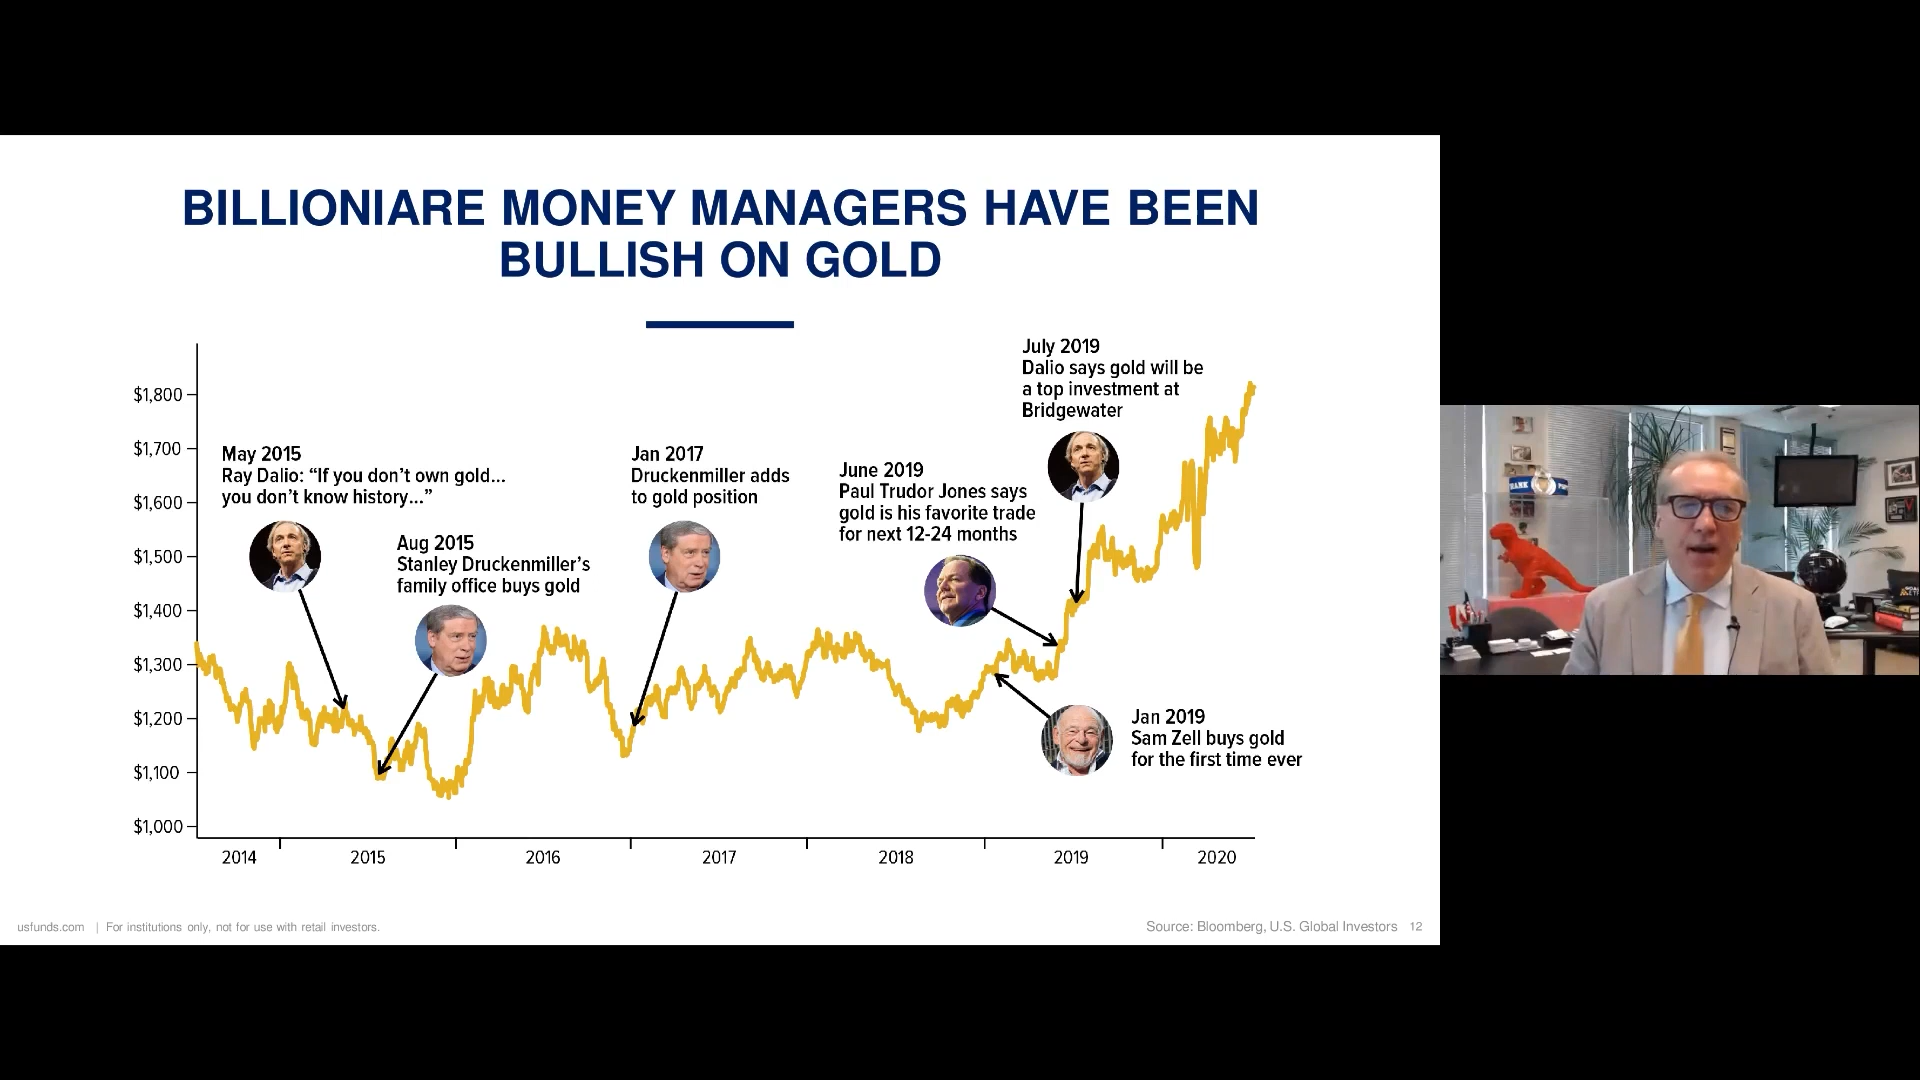 BILLIONIARE MONEY MANAGERS HAVE BEEN
BULLISH ON GOLD
$1,800
$1,700
$1,600
$1,500
$1,400
$1,300
$1,200
$1,100
$1,000
May 2015
Ray Dalio: “If you don’t own gold...
you don’t know history...”
Aug 2015
Stanley Druckenmiller’s
family office buys gold
Jan 2017
Druckenmiller adds
to gold position
June 2019
Paul Trudor Jones says
gold is his favorite trade
for next 12-24 months
July 2019
Dalio says gold will be
a top investment at
Bridgewater
Jan 2019
Sam Zell buys gold
for the first time ever
2014
2015
2016
2017
2018
2019
2020
usfunds.com | For institutions only, not for use with retail investors.
Source: Bloomberg, U.S. Global Investors 12